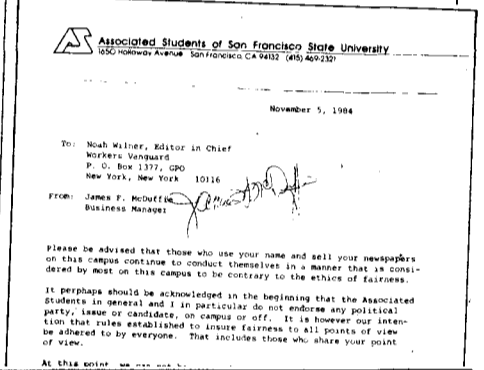 AS
Associated Students of San Francisco State University
1650 Holloway Avenue San Francisco CA 94132 (415) 469-2321
November 5, 1984
To: Noah Wilner, Editor in Chief
Workers Vanguard
P. O. Box 1377, GPO
New York, New York 10116
From: James F. McDuffie
Business Manager
Please be advised that those who use your name and sell your newspapers
on this campus continue to conduct themselves in a manner that is consi-
dered by most on this campus to be contrary to the ethics of fairness.
It perphaps should be acknowledged in the beginning that the Associated
Students in general and I in particular do not endorse any political
party, issue or candidate, on campus or off. It is however our inten-
tion that rules established to insure fairness to all points of view
be adhered to by everyone. That includes those who share your point
of view.
At this point